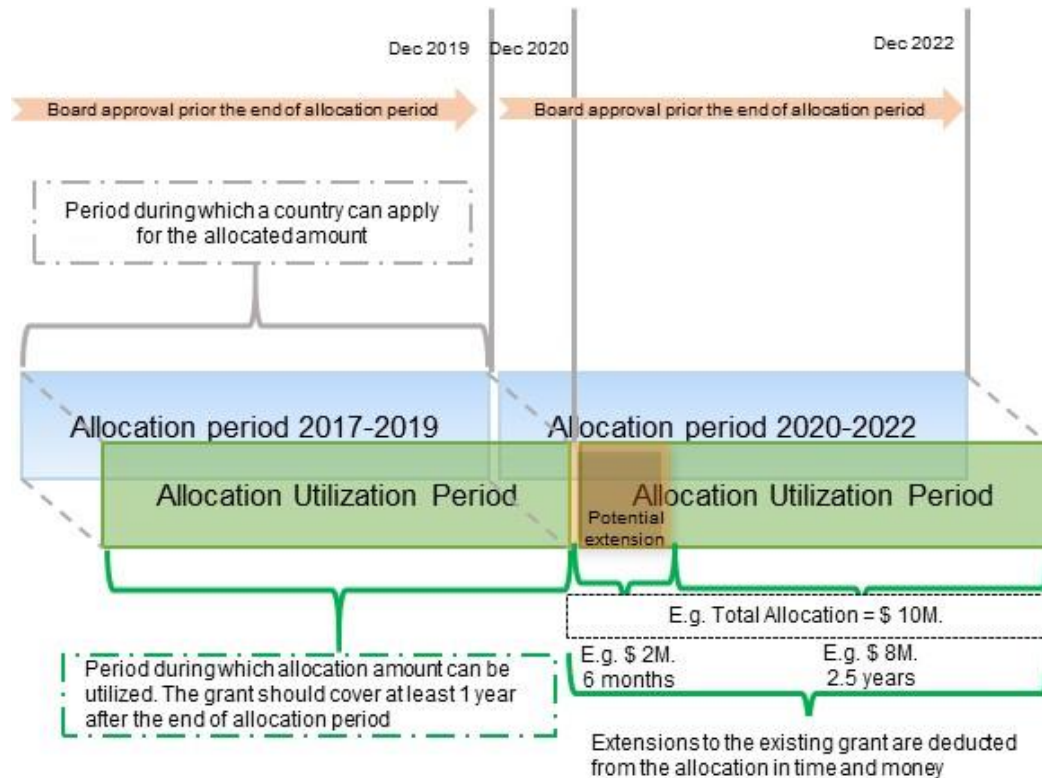 Dec 2019
Dec 2020
Dec 2022
Board approval prior the end of allocation period
Board approval prior the end of allocation period
Period during which a country can apply
for the allocated amount
Allocation period 2017-2019
Allocation period 2020-2022
Allocation Utilization Period
Allocation Utilization Period
Potential
extension
E.g. Total Allocation = $ 10M.
E.g. $ 2M.
6 months
E.g. $ 8M.
2.5 years
Period during which allocation amount can be
utilized. The grant should cover at least 1 year
after the end of allocation period
Extensions to the existing grant are deducted
from the allocation in time and money